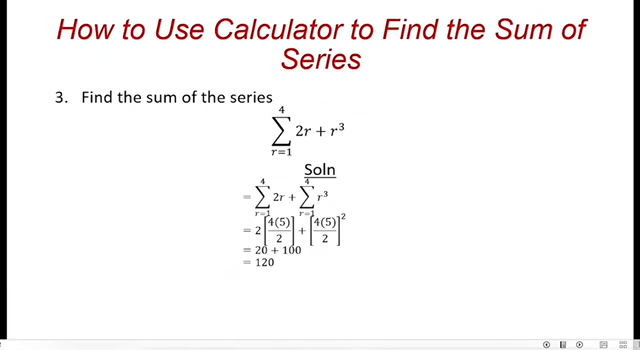 How to Use Calculator to Find the Sum of
Series
3. Find the sum of the series
4
∑ 2r + r³
r=1
Soln
4 4
= ∑ 2r + ∑ r³
r=1 r=1
= 2 [4(5)/2] + [4(5)/2]²
= 20 + 100
= 120